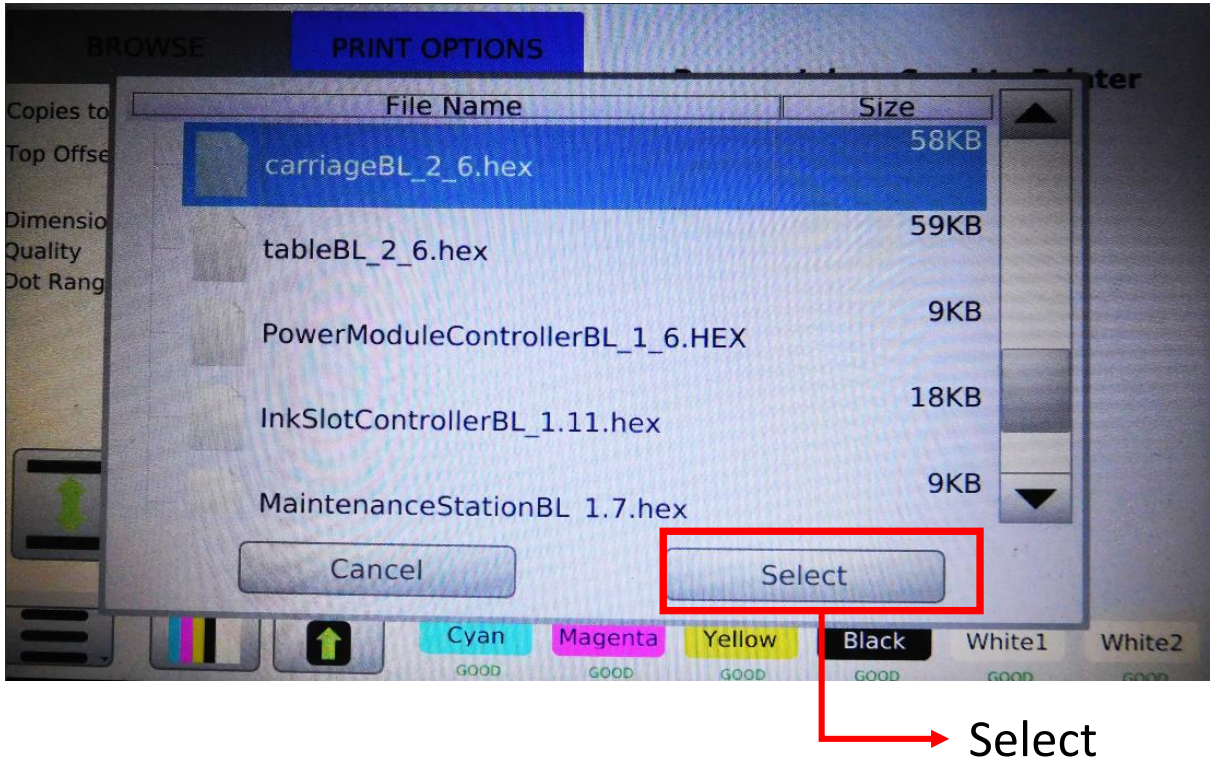 BROWSE
PRINT OPTIONS
Printer
Copies to
File Name
Size
Top Offse
carriageBL_2_6.hex
58KB
Dimensio
Quality
Dot Rang
tableBL_2_6.hex
59KB
PowerModuleControllerBL_1_6.HEX
9KB
InkSlotControllerBL_1.11.hex
18KB
MaintenanceStationBL 1.7.hex
9KB
Cancel
Select
Cyan
Magenta
Yellow
Black
White1
White2
GOOD
GOOD
GOOD
GOOD
GOOD
GOOD
Select